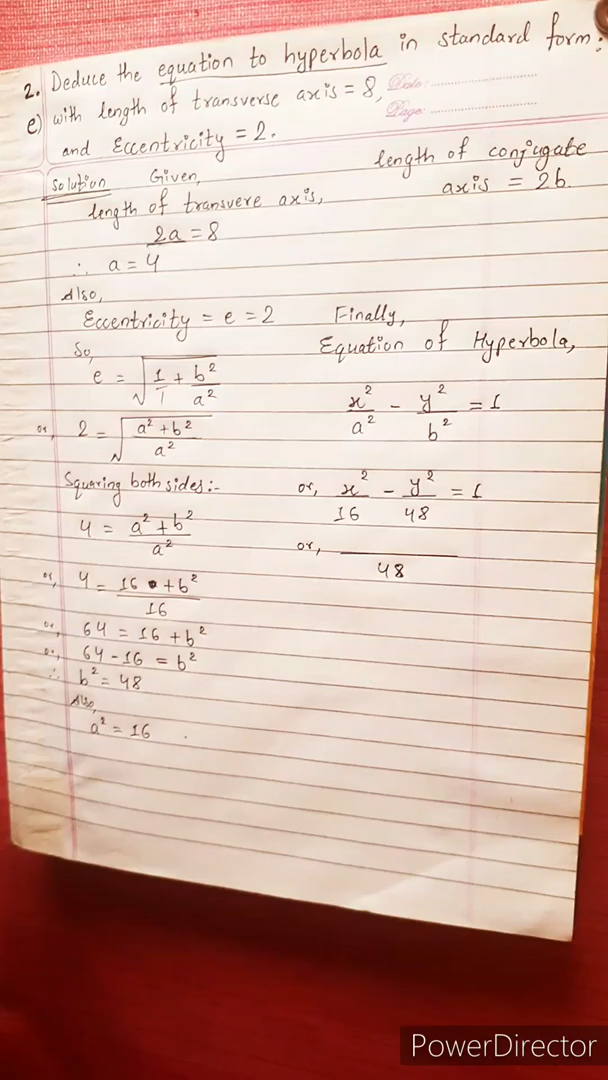 2. Deduce the equation to hyperbola in standard form:
e) with length of transverse axis = 8,
and Eccentricity = 2.
Date:
Page:
Solution Given,
length of transvere axis,
2a = 8
∴ a = 4
Also,
Eccentricity = e = 2
So,
e = √(1/1 + b²/a²)
or, 2 = √((a² + b²)/a²)
Squaring both sides:-
4 = (a² + b²)/a²
or, 4 = (16 + b²)/16
or, 64 = 16 + b²
or, 64 - 16 = b²
∴ b² = 48
Also,
a² = 16
length of conjugate
axis = 2b
Finally,
Equation of Hyperbola,
x²/a² - y²/b² = 1
or, x²/16 - y²/48 = 1
or, ―/48
PowerDirector